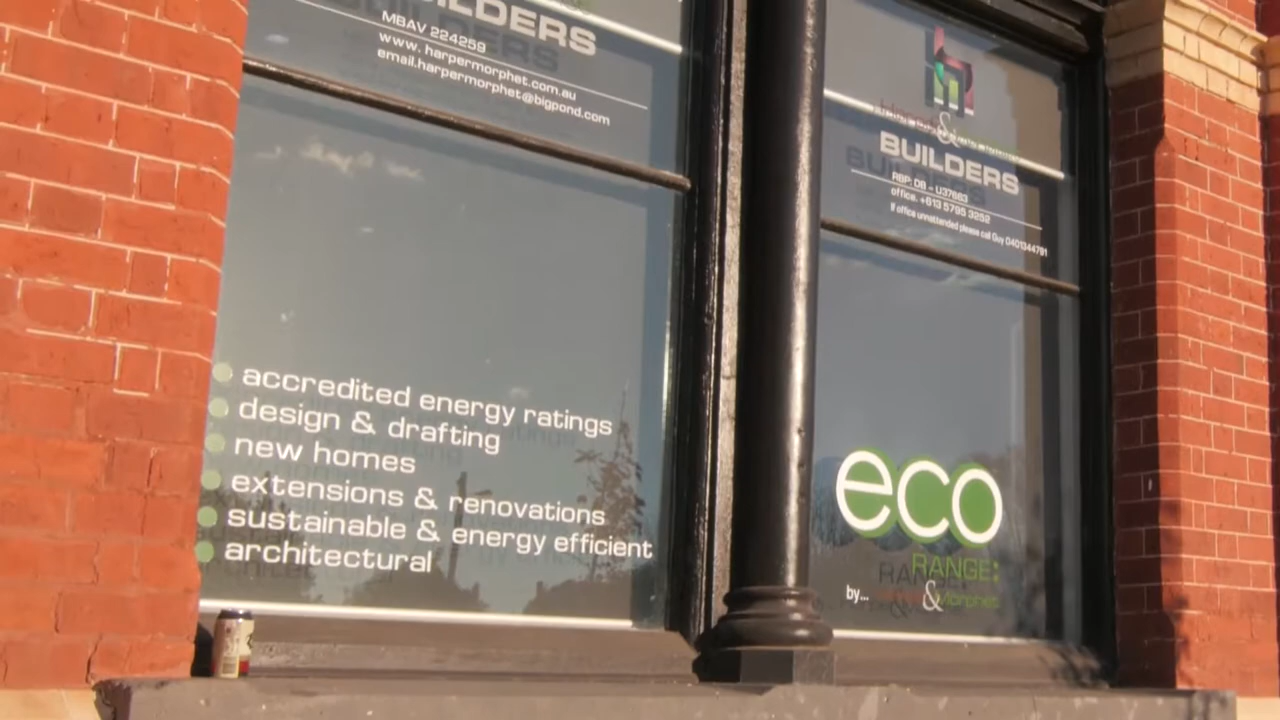 BUILDERS
MBAV 224259
www. harpermorphet.com.au
email.harpermorphet@bigpond.com
accredited energy ratings
design & drafting
new homes
extensions & renovations
sustainable & energy efficient
architectural
&
BUILDERS
RBP: DB - U37663
office. +613 5795 3252
If office unattended please call Guy 0401344791
eco
RANGE:
by... & Morphet